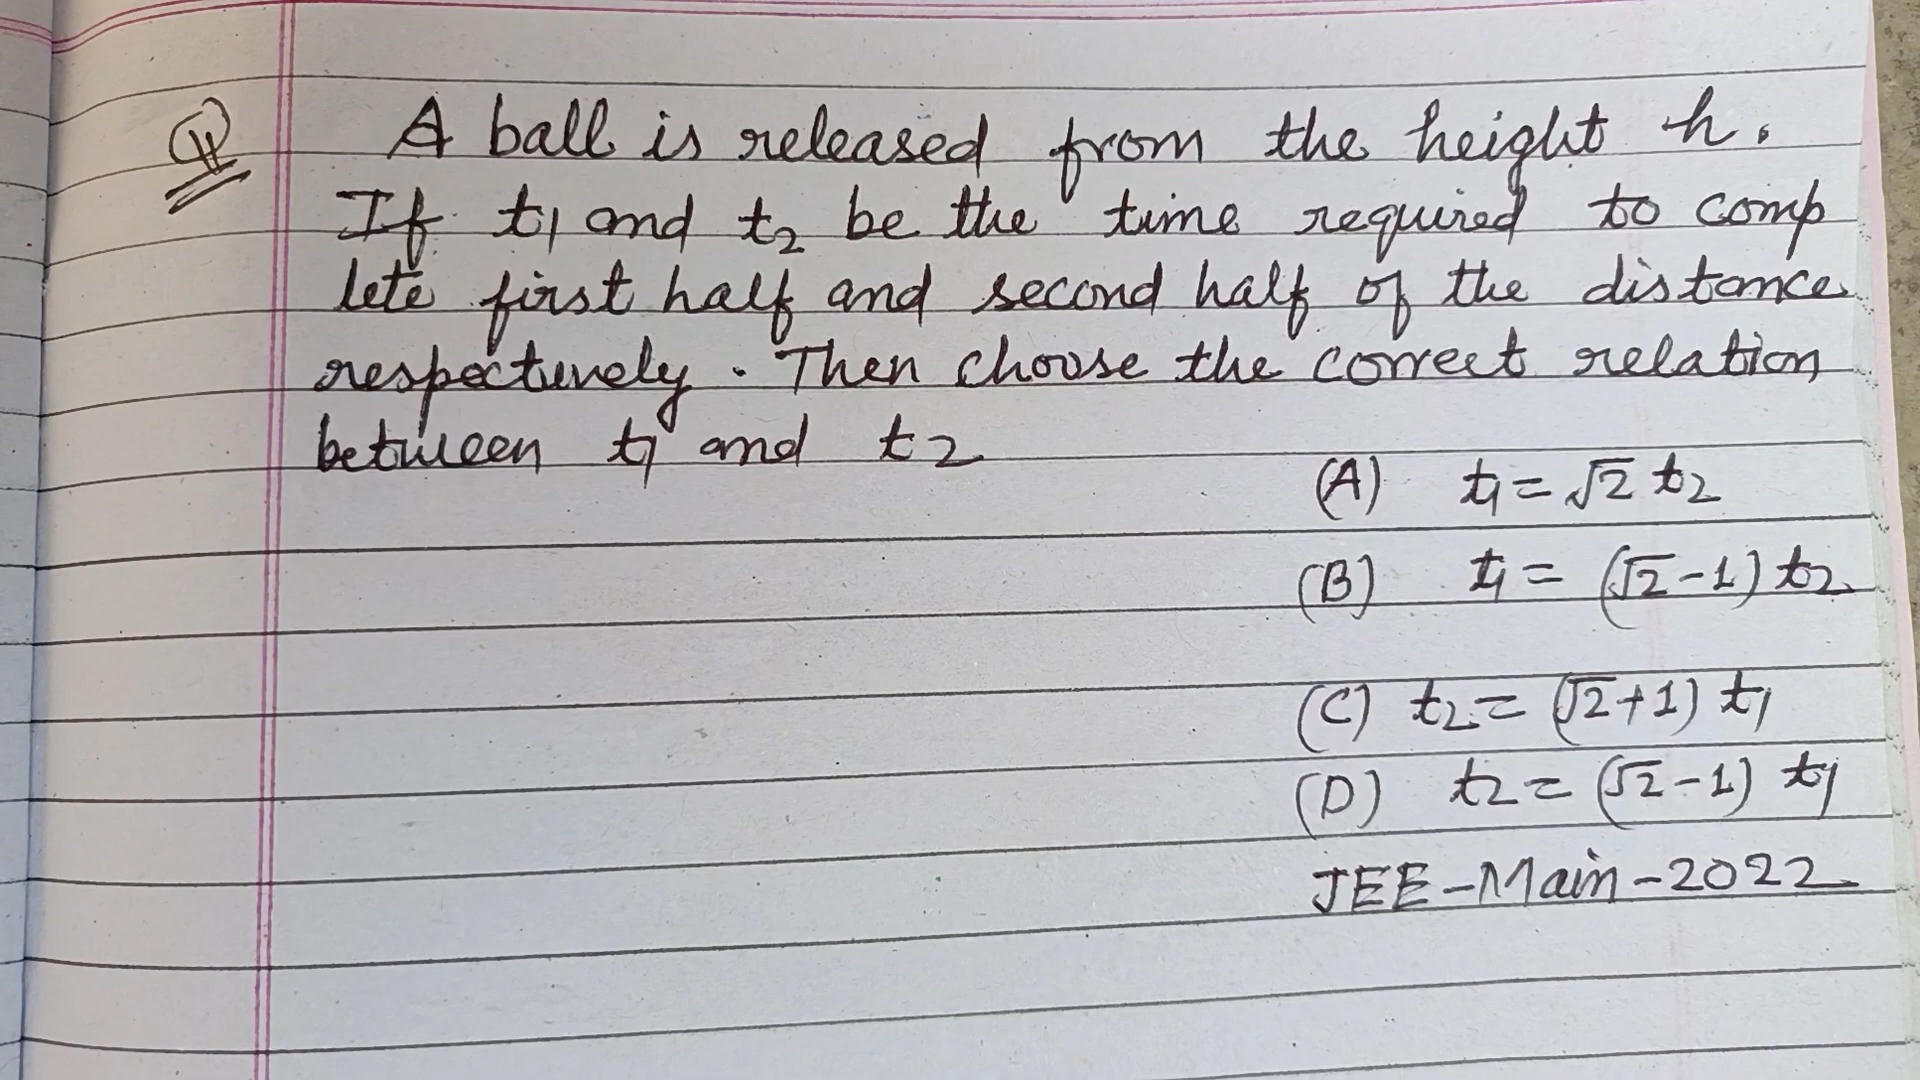 Q A ball is released from the height h.
If t1 and t2 be the time required to comp
lete first half and second half of the distance
respectively. Then choose the correct relation
between t1 and t2
(A) t1 = √2 t2
(B) t1 = (√2-1) t2
(C) t2 = (√2+1) t1
(D) t2 = (√2-1) t1
JEE-Main-2022